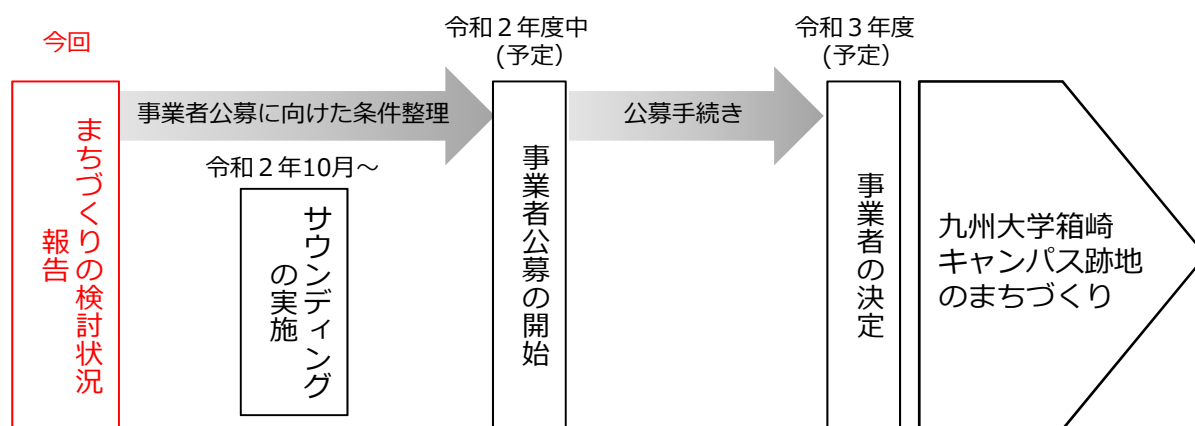 今回
まちづくりの検討状況
報告
事業者公募に向けた条件整理
令和２年10月～
サウンディング
の実施
令和２年度中
(予定）
事業者公募の開始
公募手続き
令和３年度
（予定）
事業者の決定
九州大学箱崎
キャンパス跡地
のまちづくり